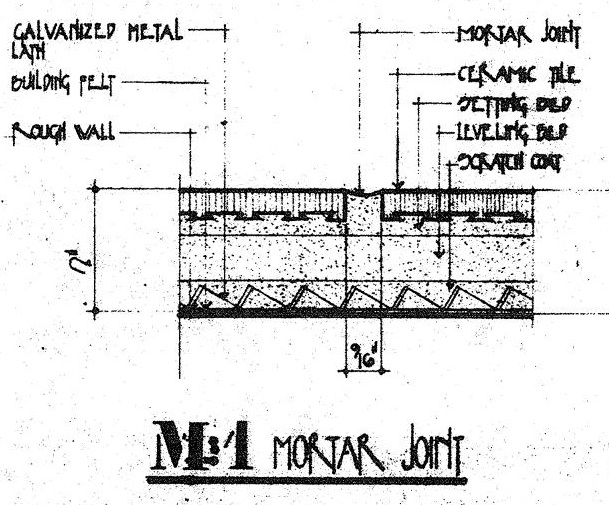 GALVANIZED METAL
LATH
BUILDING FELT
ROUGH WALL
MORTAR JOINT
CERAMIC TILE
SETTING BED
LEVELING BED
SCRATCH COAT
9/16"
M:1 MORTAR JOINT